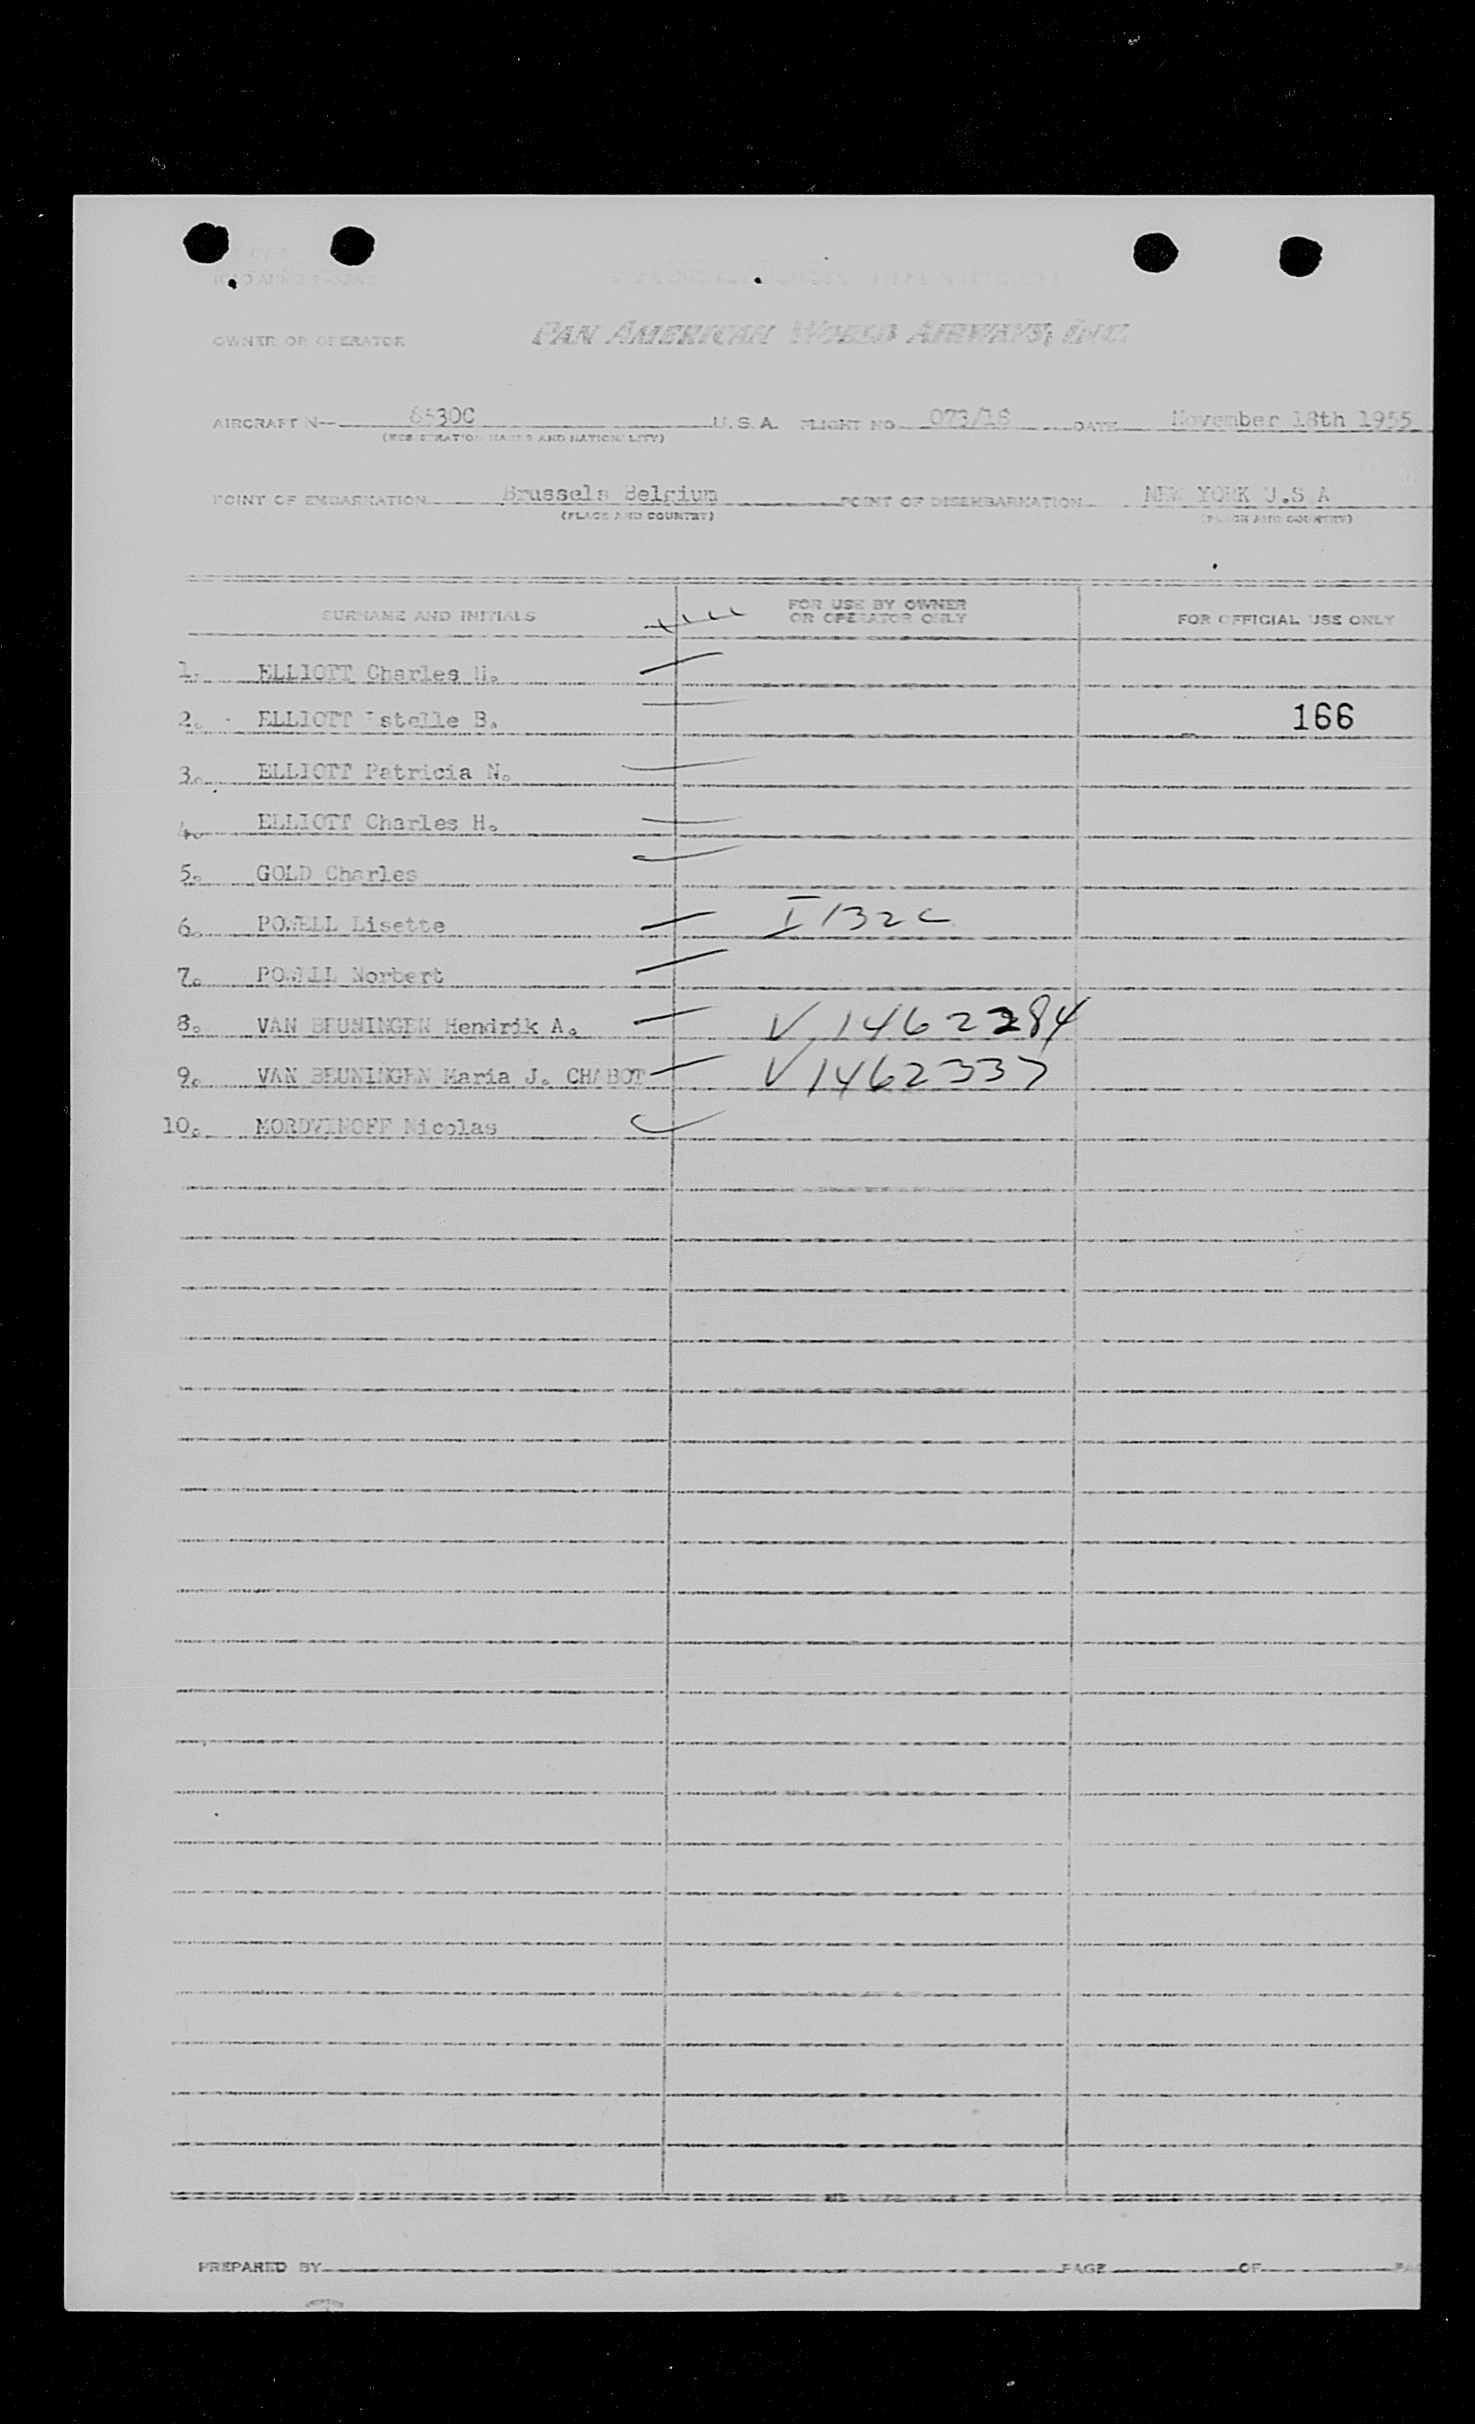 OWNER OR OPERATOR PAN AMERICAN WORLD AIRWAYS, INC.
AIRCRAFT N- 6530C U.S.A. FLIGHT NO. 073/18 DATE November 18th 1955
(REGISTRATION MARKS AND NATIONALITY)
POINT OF EMBARKATION Brussels Belgium POINT OF DISEMBARKATION NEW YORK U.S A
(PLACE AND COUNTRY) (PLACE AND COUNTRY)
SURNAME AND INITIALS FOR USE BY OWNER OR OPERATOR ONLY FOR OFFICIAL USE ONLY
1. ELLIOTT Charles
2. ELLIOTT Estelle B. 166
3. ELLIOTT Patricia N.
4. ELLIOTT Charles H.
5. GOLD Charles
6. POWELL Lisette I 132c
7. POWELL Norbert
8. VAN BEUNINGEN Hendrik A. V 1462284
9. VAN BEUNINGEN Maria J. CHABOT V1462337
10. MORDVINOFF Nicolas
PREPARED BY PAGE OF